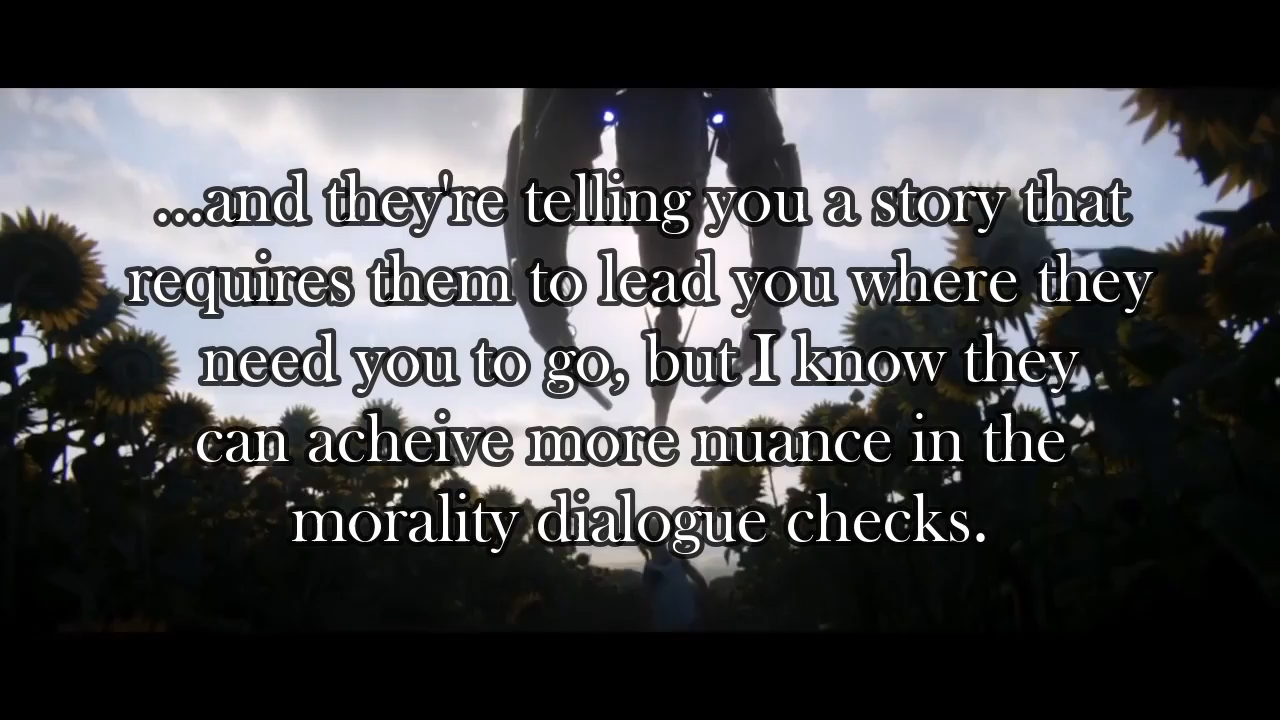 ...and they're telling you a story that
requires them to lead you where they
need you to go, but I know they
can acheive more nuance in the
morality dialogue checks.